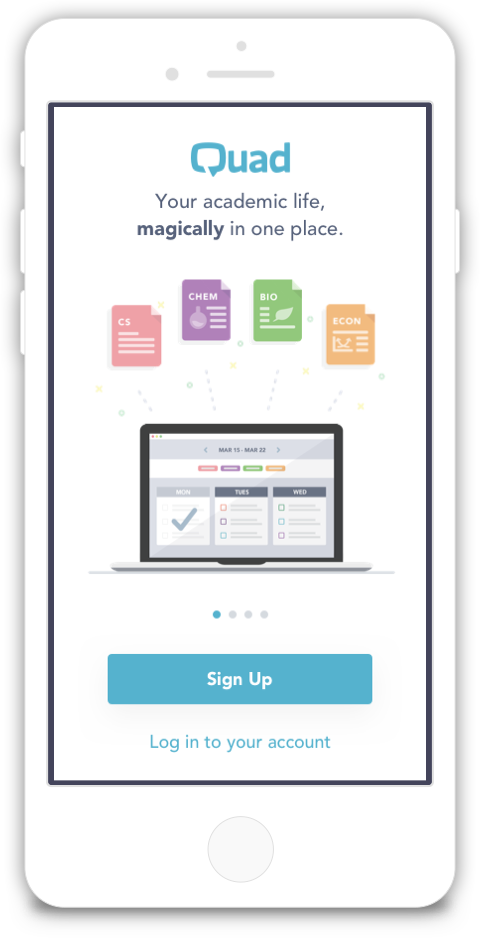 Quad
Your academic life,
magically in one place.
CS
CHEM
BIO
ECON
MAR 15 - MAR 22
MON
TUES
WED
Sign Up
Log in to your account